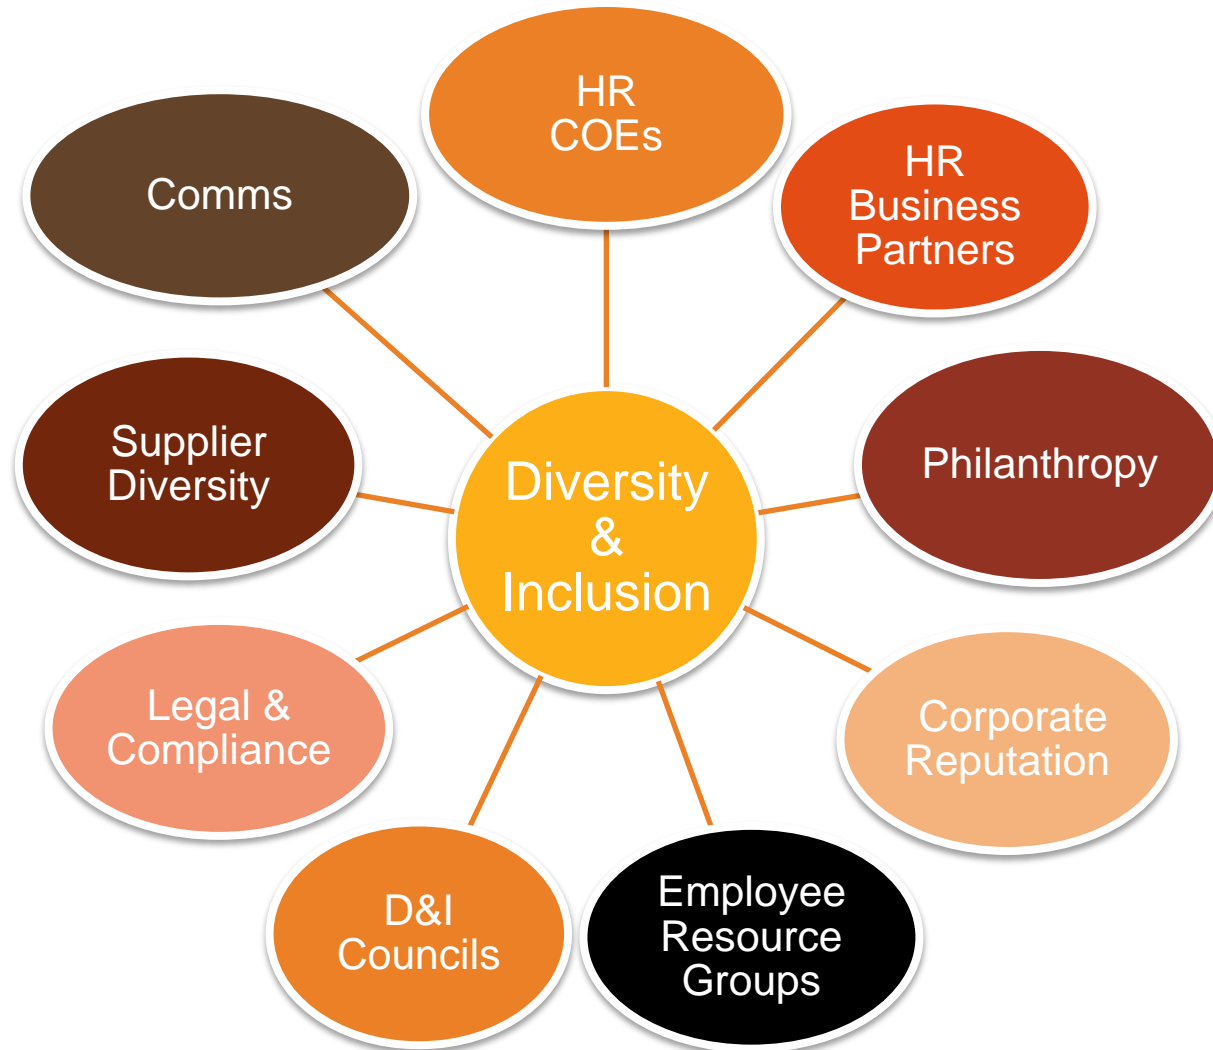 HR
COEs
HR
Business
Partners
Comms
Supplier
Diversity
Diversity
&
Inclusion
Philanthropy
Legal &
Compliance
Corporate
Reputation
D&I
Councils
Employee
Resource
Groups